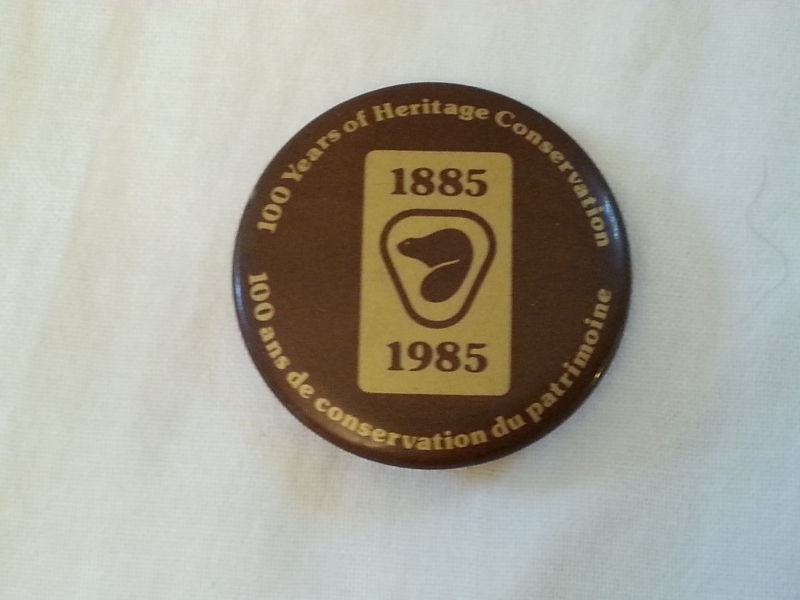 100 Years of Heritage Conservation
1885
1985
100 ans de conservation du patrimoine